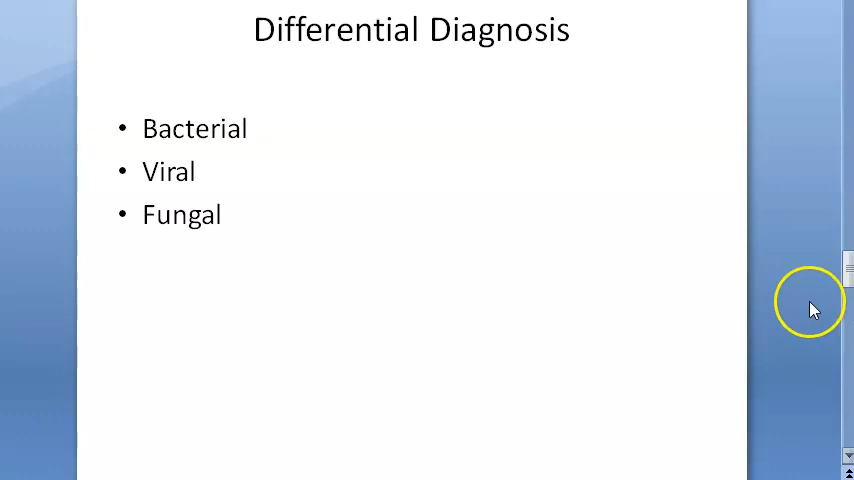 Differential Diagnosis
• Bacterial
• Viral
• Fungal